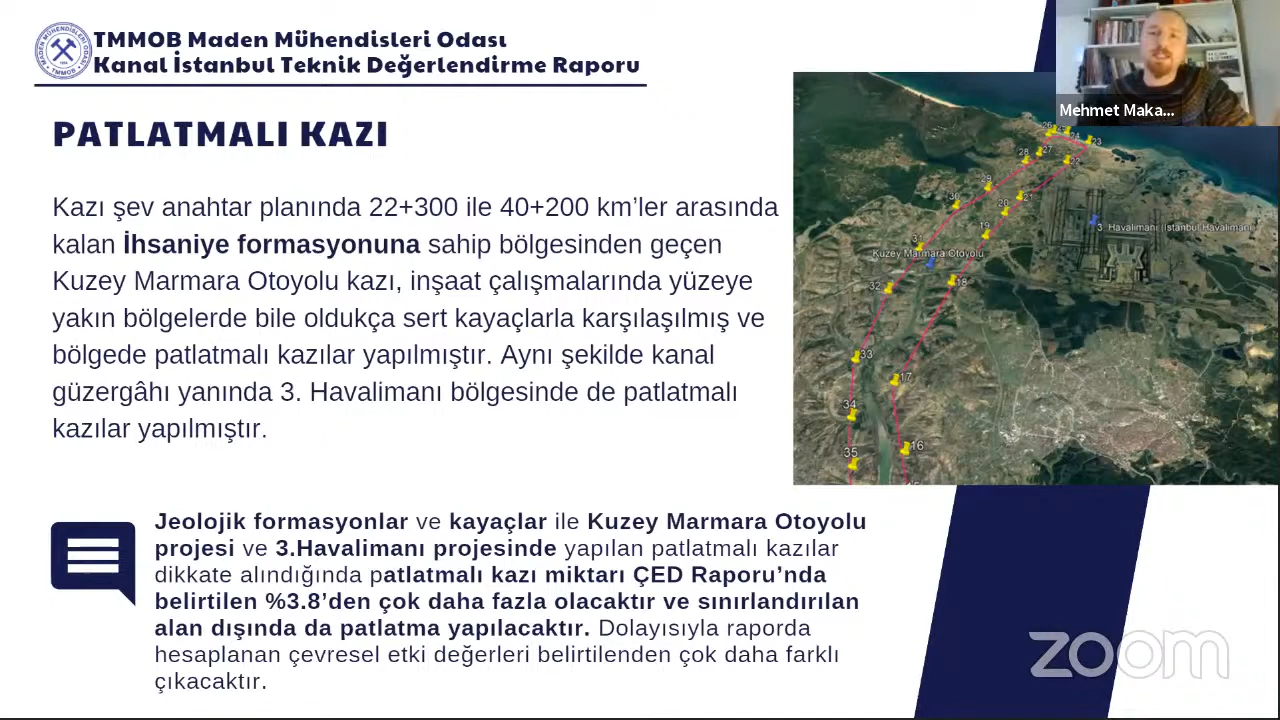 TMMOB Maden Mühendisleri Odası
Kanal İstanbul Teknik Değerlendirme Raporu
PATLATMALI KAZI
Kazı şev anahtar planında 22+300 ile 40+200 km’ler arasında
kalan İhsaniye formasyonuna sahip bölgesinden geçen
Kuzey Marmara Otoyolu kazı, inşaat çalışmalarında yüzeye
yakın bölgelerde bile oldukça sert kayaçlarla karşılaşılmış ve
bölgede patlatmalı kazılar yapılmıştır. Aynı şekilde kanal
güzergâhı yanında 3. Havalimanı bölgesinde de patlatmalı
kazılar yapılmıştır.
Jeolojik formasyonlar ve kayaçlar ile Kuzey Marmara Otoyolu
projesi ve 3.Havalimanı projesinde yapılan patlatmalı kazılar
dikkate alındığında patlatmalı kazı miktarı ÇED Raporu’nda
belirtilen %3.8’den çok daha fazla olacaktır ve sınırlandırılan
alan dışında da patlatma yapılacaktır. Dolayısıyla raporda
hesaplanan çevresel etki değerleri belirtilenden çok daha farklı
çıkacaktır.
Mehmet Maka...
26
24
23
28
27
22
29
30
20
21
19
31
3. Havalimanı (İstanbul Havalimanı)
Kuzey Marmara Otoyolu
32
18
33
17
34
16
35
zoom